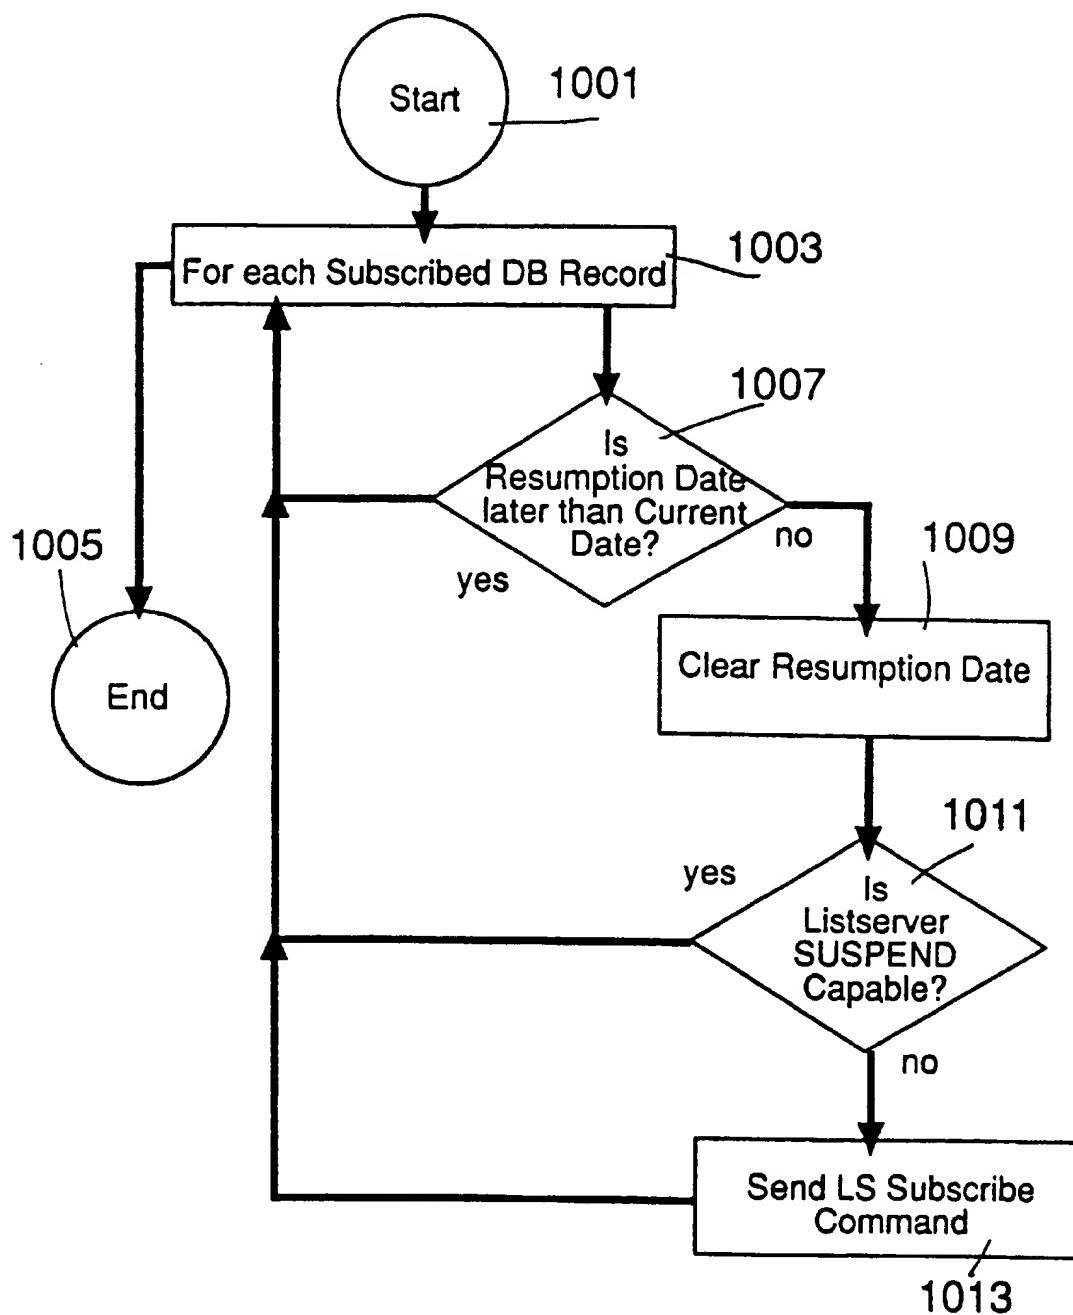 Start
1001
For each Subscribed DB Record
1003
1007
Is
Resumption Date
later than Current
Date?
yes
no
1005
End
1009
Clear Resumption Date
1011
yes
Is
Listserver
SUSPEND
Capable?
no
Send LS Subscribe
Command
1013